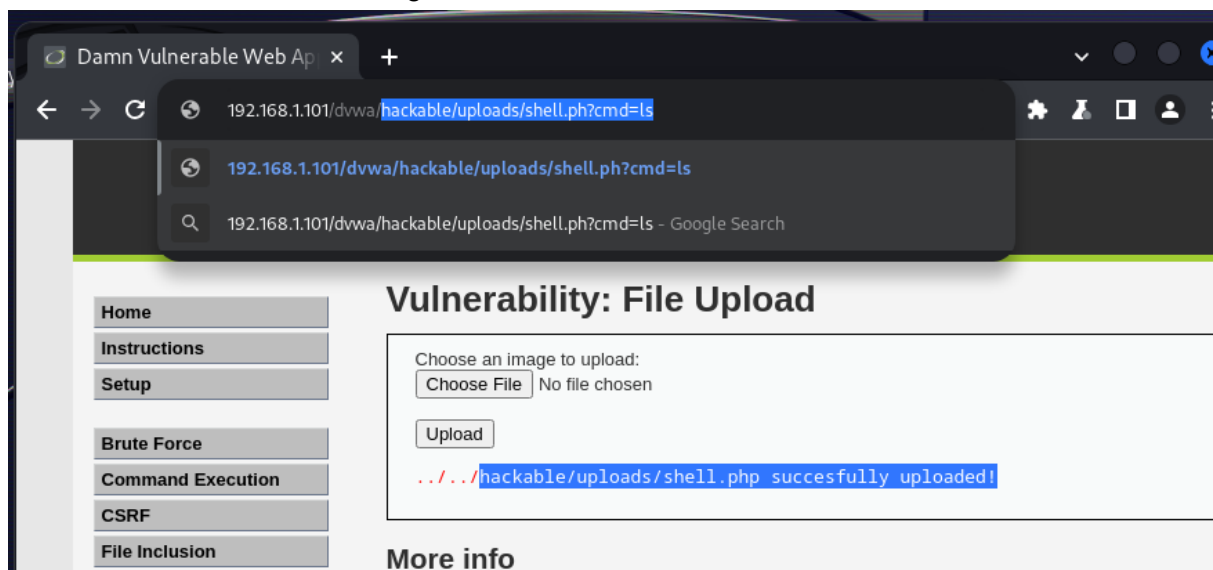 Damn Vulnerable Web Ap
192.168.1.101/dvwa/hackable/uploads/shell.ph?cmd=ls
192.168.1.101/dvwa/hackable/uploads/shell.ph?cmd=ls
192.168.1.101/dvwa/hackable/uploads/shell.ph?cmd=ls - Google Search
Vulnerability: File Upload
Home
Instructions
Setup
Brute Force
Command Execution
CSRF
File Inclusion
Choose an image to upload:
Choose File No file chosen
Upload
../../hackable/uploads/shell.php succesfully uploaded!
More info